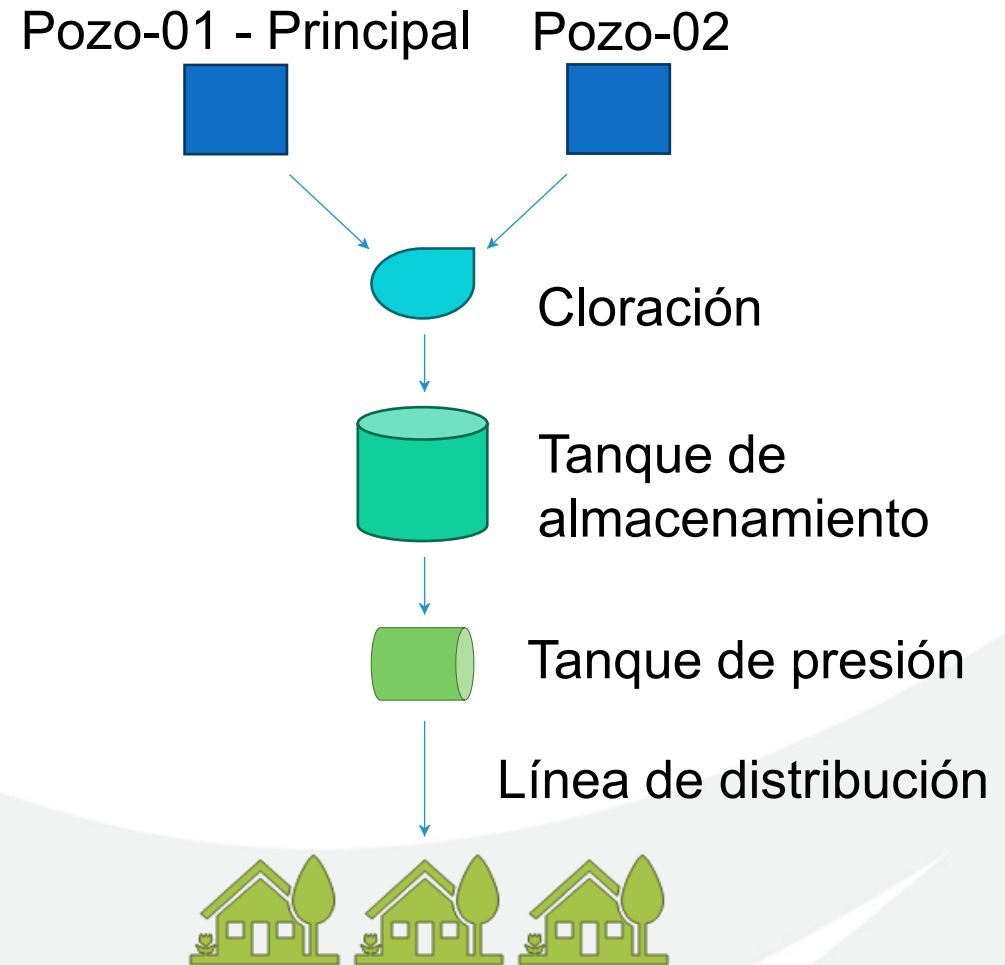 Pozo-01 - Principal
Pozo-02
Cloración
Tanque de
almacenamiento
Tanque de presión
Línea de distribución